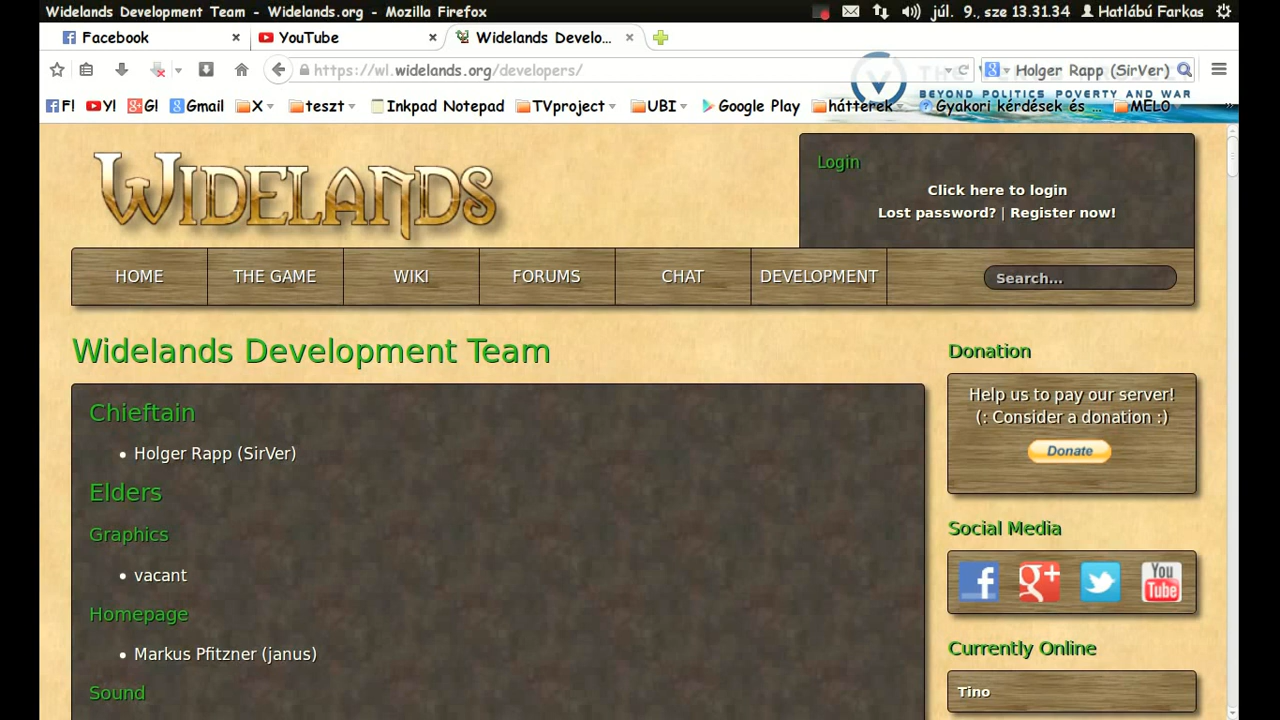 Widelands Development Team - Widelands.org - Mozilla Firefox
júl. 9., sze 13.31.34 Hatlábú Farkas
Facebook × YouTube × Widelands Develo... ×
https://wl.widelands.org/developers/ Holger Rapp (SirVer)
BEYOND POLITICS POVERTY AND WAR
F! Y! G! Gmail X teszt Inkpad Notepad TVproject UBI Google Play hátterek Gyakori kérdések és ... MELO »
WIDELANDS
Login
Click here to login
Lost password? | Register now!
HOME THE GAME WIKI FORUMS CHAT DEVELOPMENT Search...
Widelands Development Team
Chieftain
• Holger Rapp (SirVer)
Elders
Graphics
• vacant
Homepage
• Markus Pfitzner (janus)
Sound
Donation
Help us to pay our server!
(: Consider a donation :)
Donate
Social Media
f g+ You Tube
Currently Online
Tino